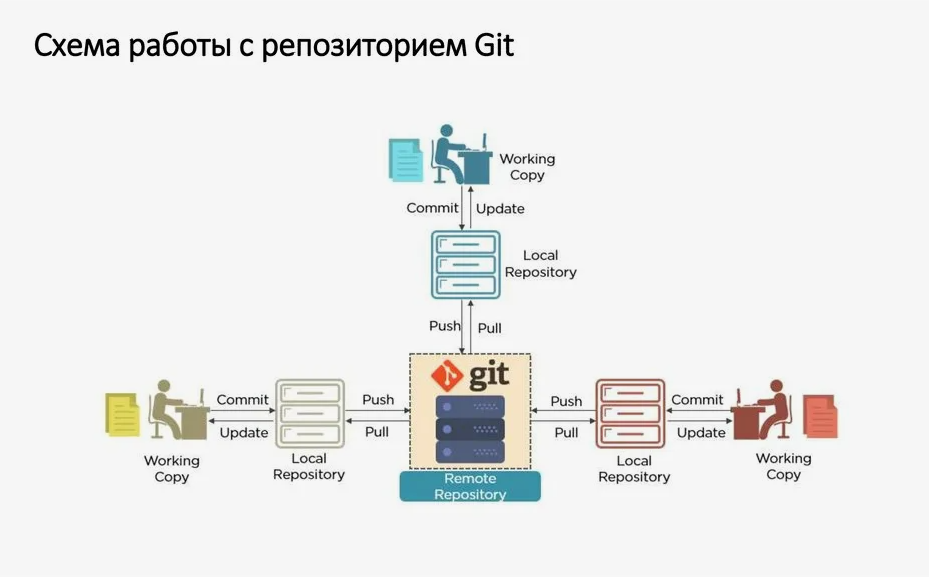 Схема работы с репозиторием Git
Working
Copy
Commit
Update
Local
Repository
Push
Pull
git
Commit
Update
Push
Pull
Push
Pull
Commit
Update
Working
Copy
Local
Repository
Remote
Repository
Local
Repository
Working
Copy